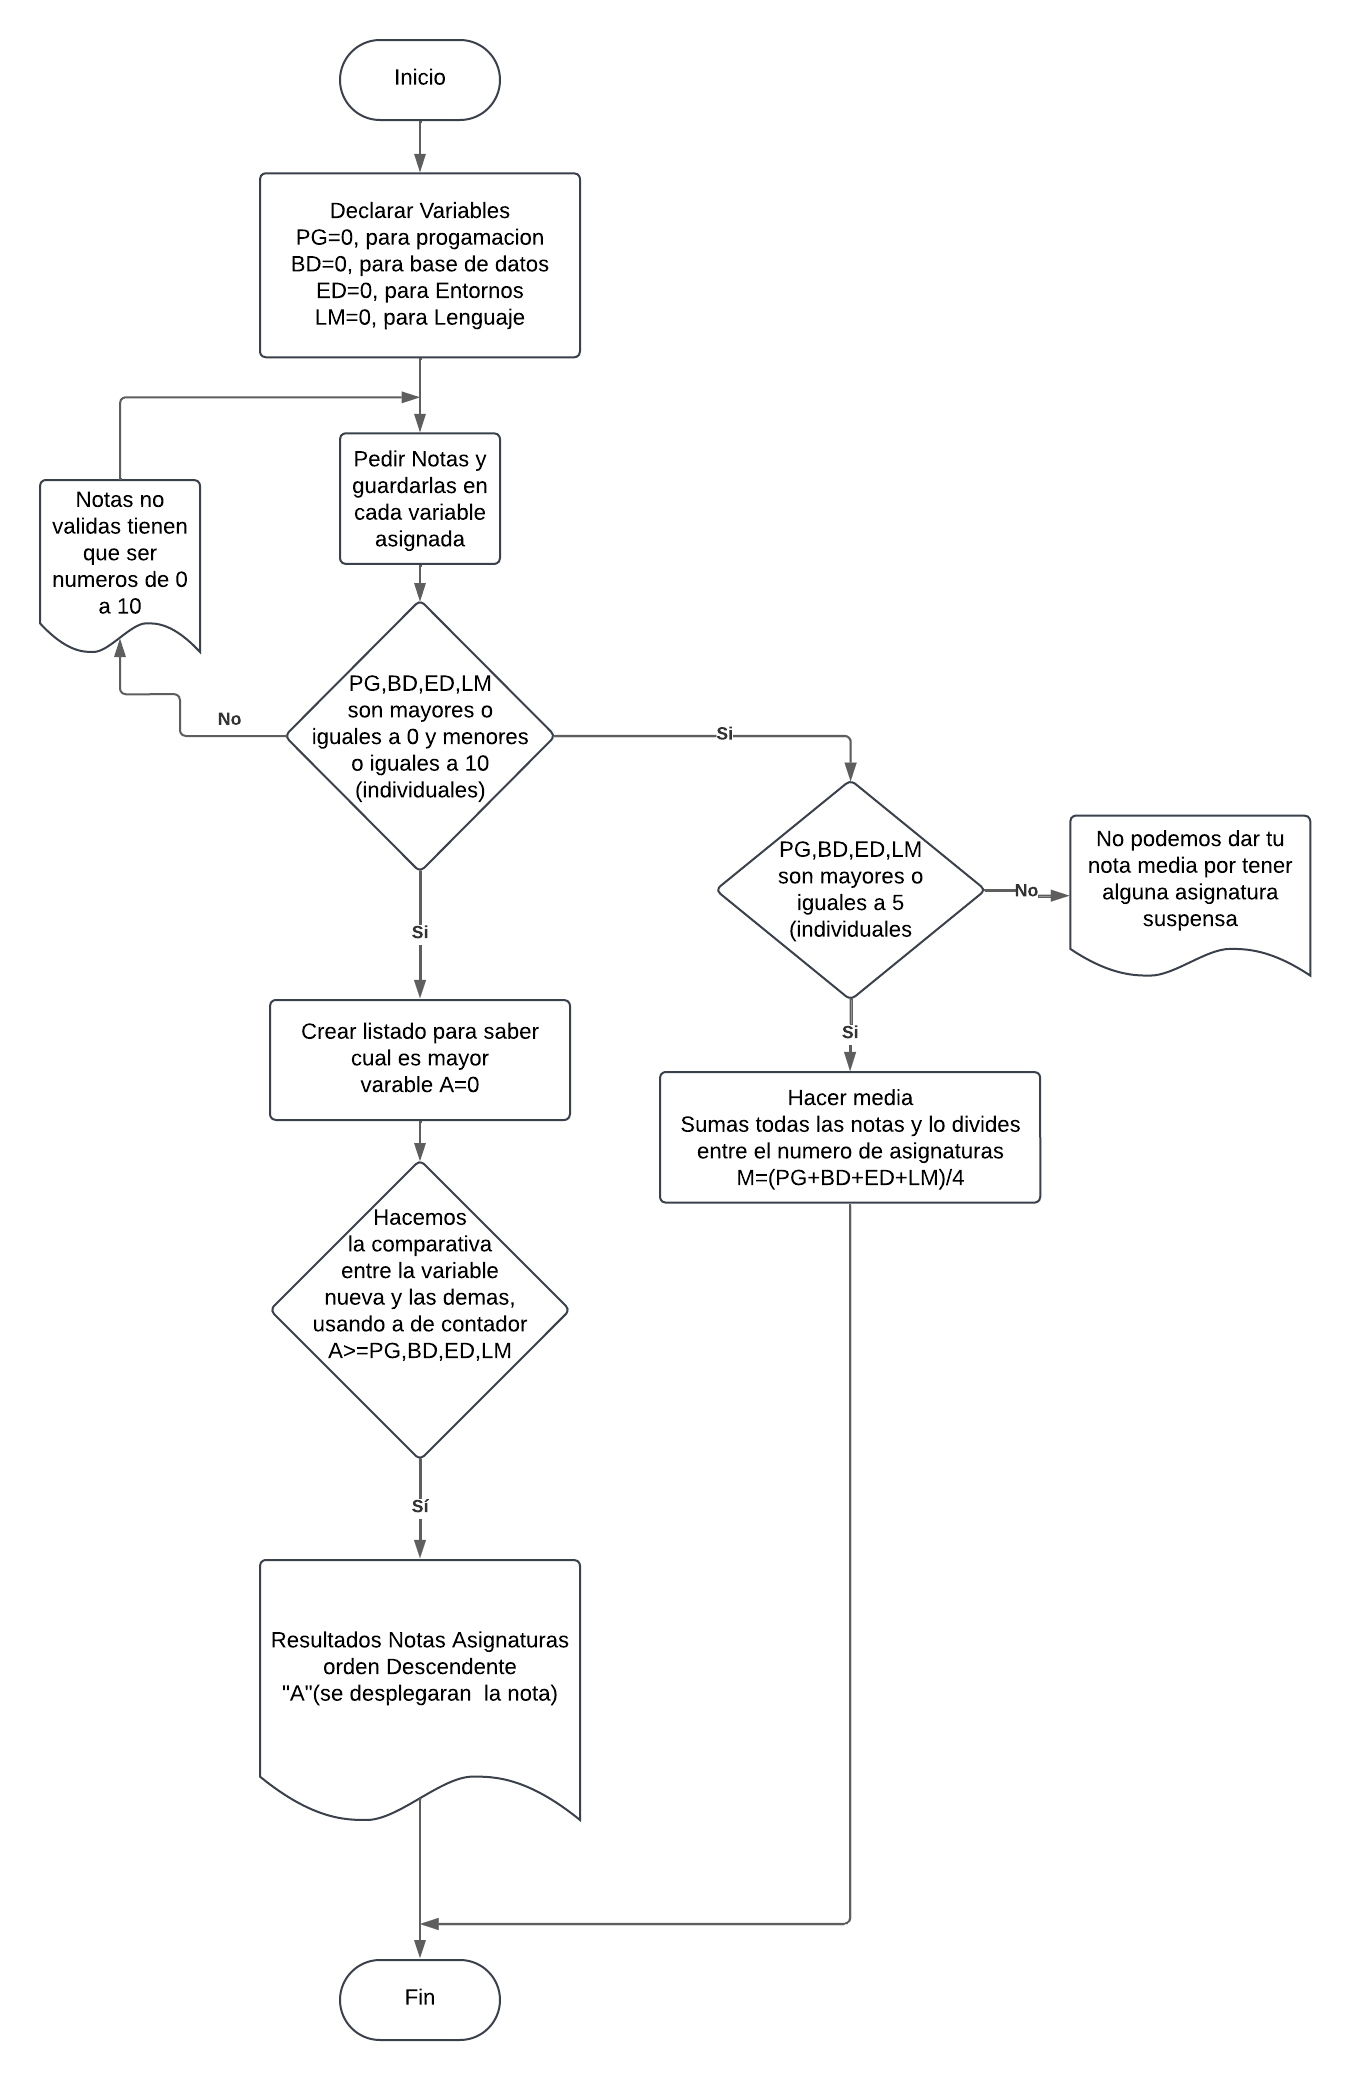 Inicio
Declarar Variables
PG=0, para progamacion
BD=0, para base de datos
ED=0, para Entornos
LM=0, para Lenguaje
Pedir Notas y
guardarlas en
cada variable
asignada
Notas no
validas tienen
que ser
numeros de 0
a 10
PG,BD,ED,LM
son mayores o
iguales a 0 y menores
o iguales a 10
(individuales)
No
Si
Si
PG,BD,ED,LM
son mayores o
iguales a 5
(individuales
No
No podemos dar tu
nota media por tener
alguna asignatura
suspensa
Si
Hacer media
Sumas todas las notas y lo divides
entre el numero de asignaturas
M=(PG+BD+ED+LM)/4
Crear listado para saber
cual es mayor
varable A=0
Hacemos
la comparativa
entre la variable
nueva y las demas,
usando a de contador
A>=PG,BD,ED,LM
Sí
Resultados Notas Asignaturas
orden Descendente
"A"(se desplegaran  la nota)
Fin